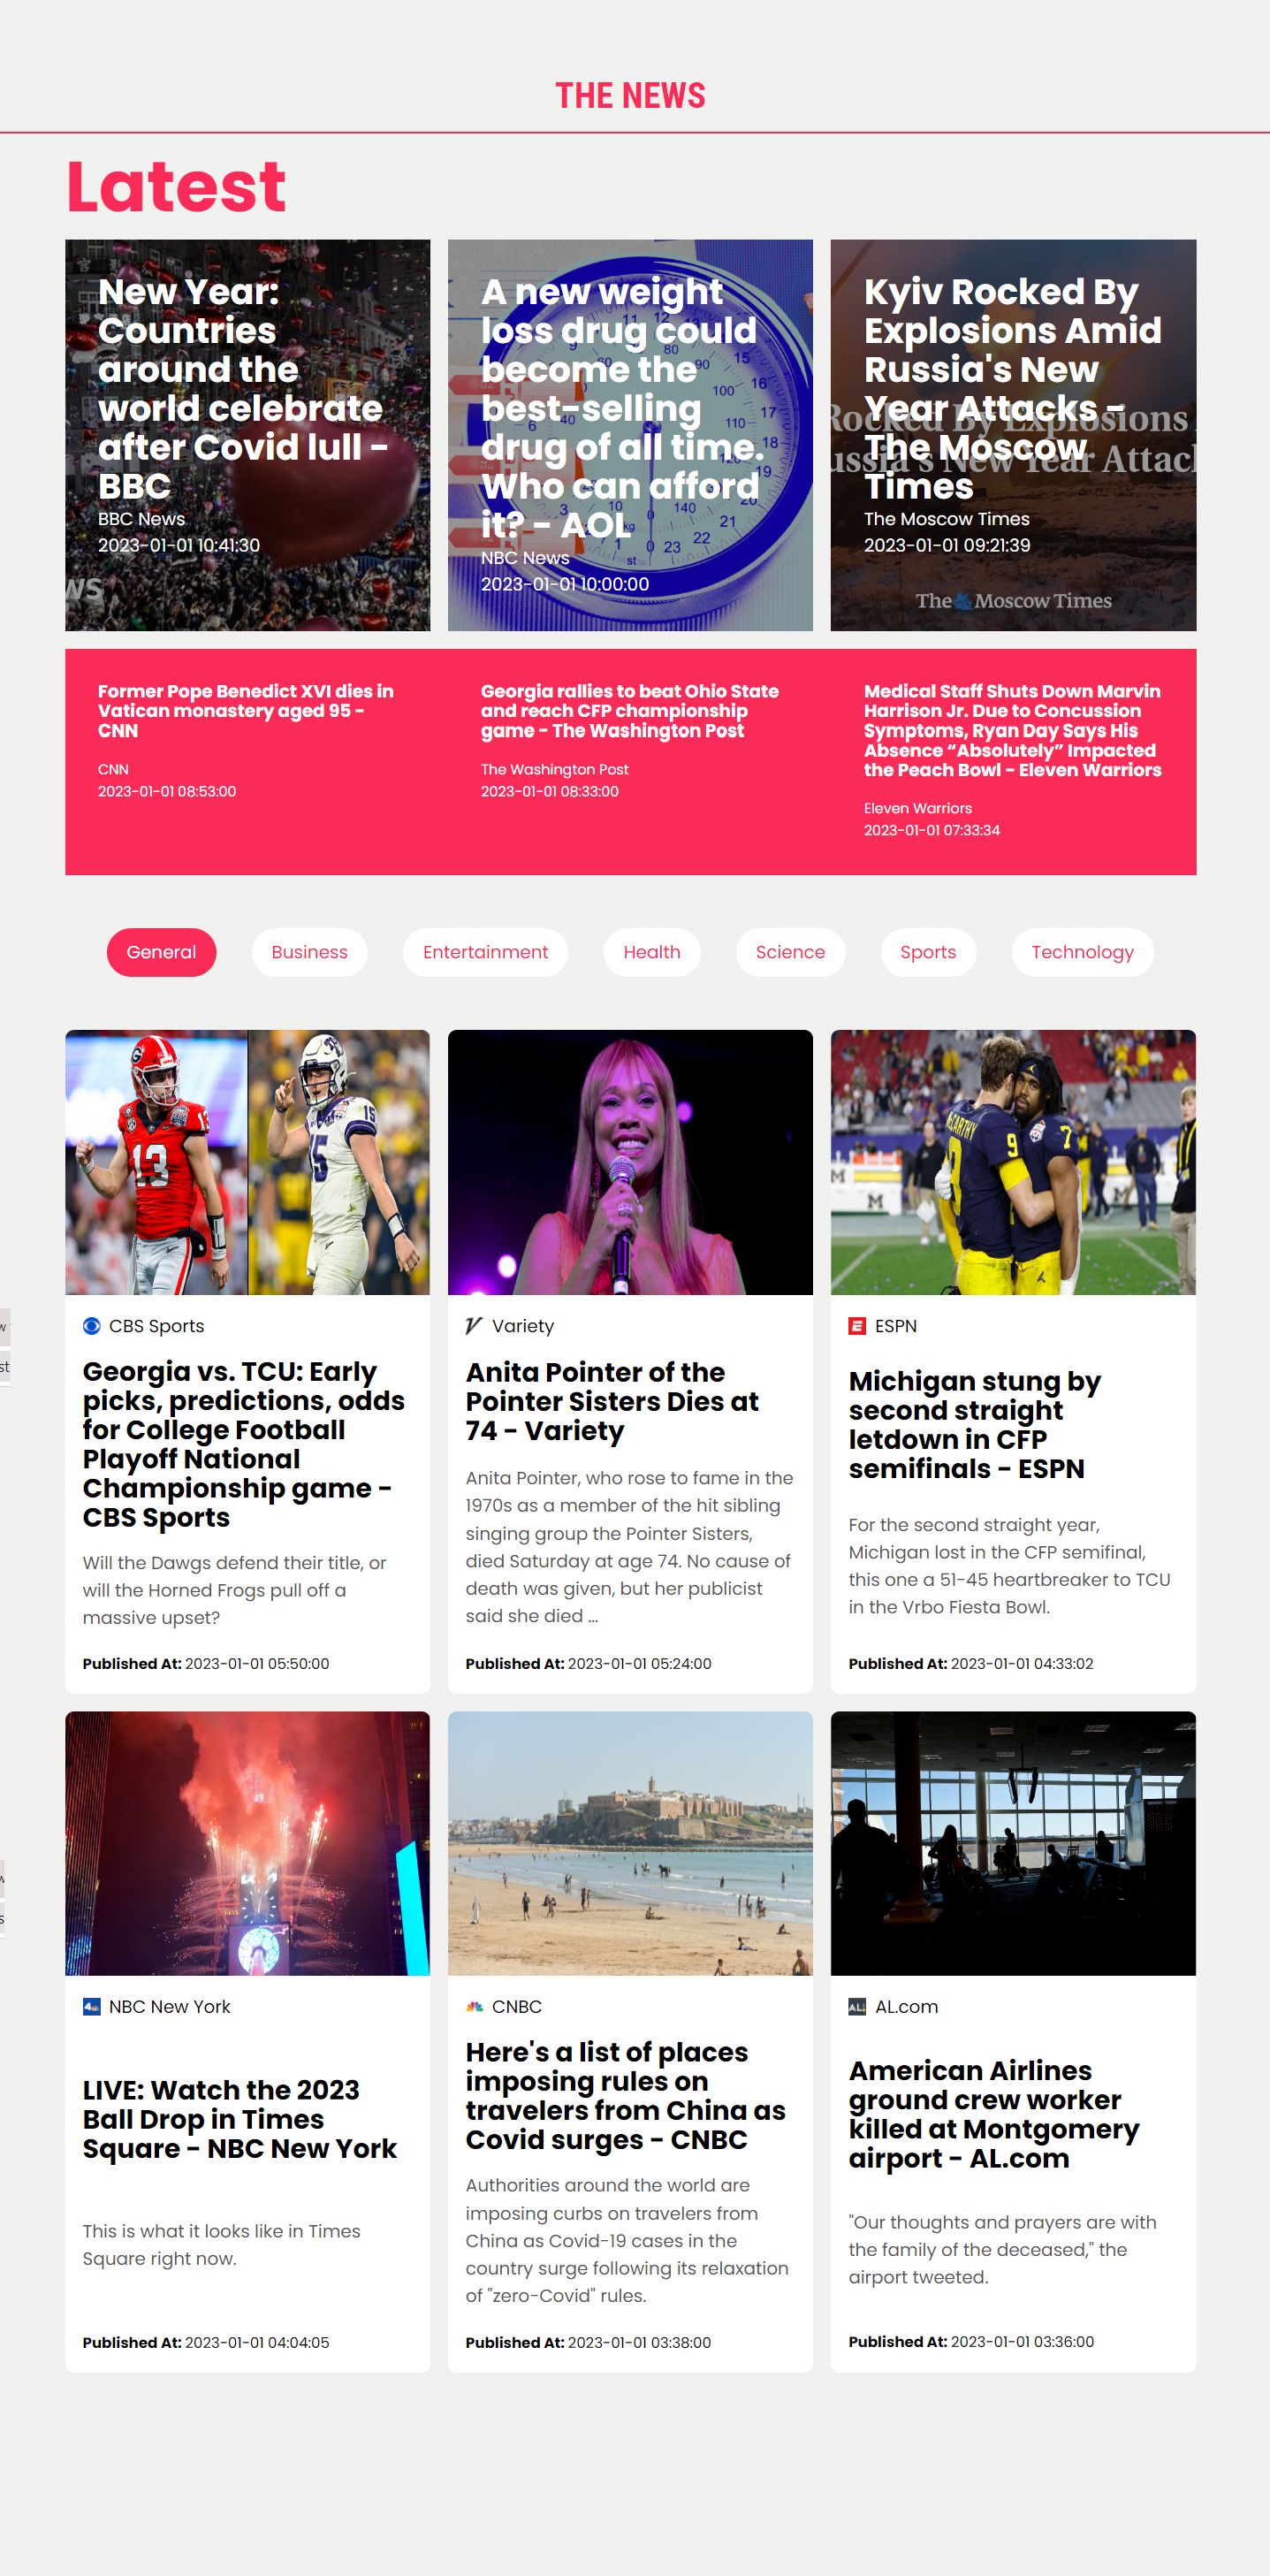 THE NEWS
Latest
New Year:
Countries
around the
world celebrate
after Covid lull -
BBC
BBC News
2023-01-01 10:41:30
A new weight
loss drug could
become the
best-selling
drug of all time.
Who can afford
it? - AOL
NBC News
2023-01-01 10:00:00
Kyiv Rocked By
Explosions Amid
Russia's New
Year Attacks -
The Moscow
Times
The Moscow Times
2023-01-01 09:21:39
The Moscow Times
Former Pope Benedict XVI dies in
Vatican monastery aged 95 -
CNN
CNN
2023-01-01 08:53:00
Georgia rallies to beat Ohio State
and reach CFP championship
game - The Washington Post
The Washington Post
2023-01-01 08:33:00
Medical Staff Shuts Down Marvin
Harrison Jr. Due to Concussion
Symptoms, Ryan Day Says His
Absence “Absolutely” Impacted
the Peach Bowl - Eleven Warriors
Eleven Warriors
2023-01-01 07:33:34
General
Business
Entertainment
Health
Science
Sports
Technology
CBS Sports
Georgia vs. TCU: Early
picks, predictions, odds
for College Football
Playoff National
Championship game -
CBS Sports
Will the Dawgs defend their title, or
will the Horned Frogs pull off a
massive upset?
Published At: 2023-01-01 05:50:00
Variety
Anita Pointer of the
Pointer Sisters Dies at
74 - Variety
Anita Pointer, who rose to fame in the
1970s as a member of the hit sibling
singing group the Pointer Sisters,
died Saturday at age 74. No cause of
death was given, but her publicist
said she died …
Published At: 2023-01-01 05:24:00
ESPN
Michigan stung by
second straight
letdown in CFP
semifinals - ESPN
For the second straight year,
Michigan lost in the CFP semifinal,
this one a 51-45 heartbreaker to TCU
in the Vrbo Fiesta Bowl.
Published At: 2023-01-01 04:33:02
NBC New York
LIVE: Watch the 2023
Ball Drop in Times
Square - NBC New York
This is what it looks like in Times
Square right now.
Published At: 2023-01-01 04:04:05
CNBC
Here's a list of places
imposing rules on
travelers from China as
Covid surges - CNBC
Authorities around the world are
imposing curbs on travelers from
China as Covid-19 cases in the
country surge following its relaxation
of "zero-Covid" rules.
Published At: 2023-01-01 03:38:00
AL.com
American Airlines
ground crew worker
killed at Montgomery
airport - AL.com
"Our thoughts and prayers are with
the family of the deceased," the
airport tweeted.
Published At: 2023-01-01 03:36:00